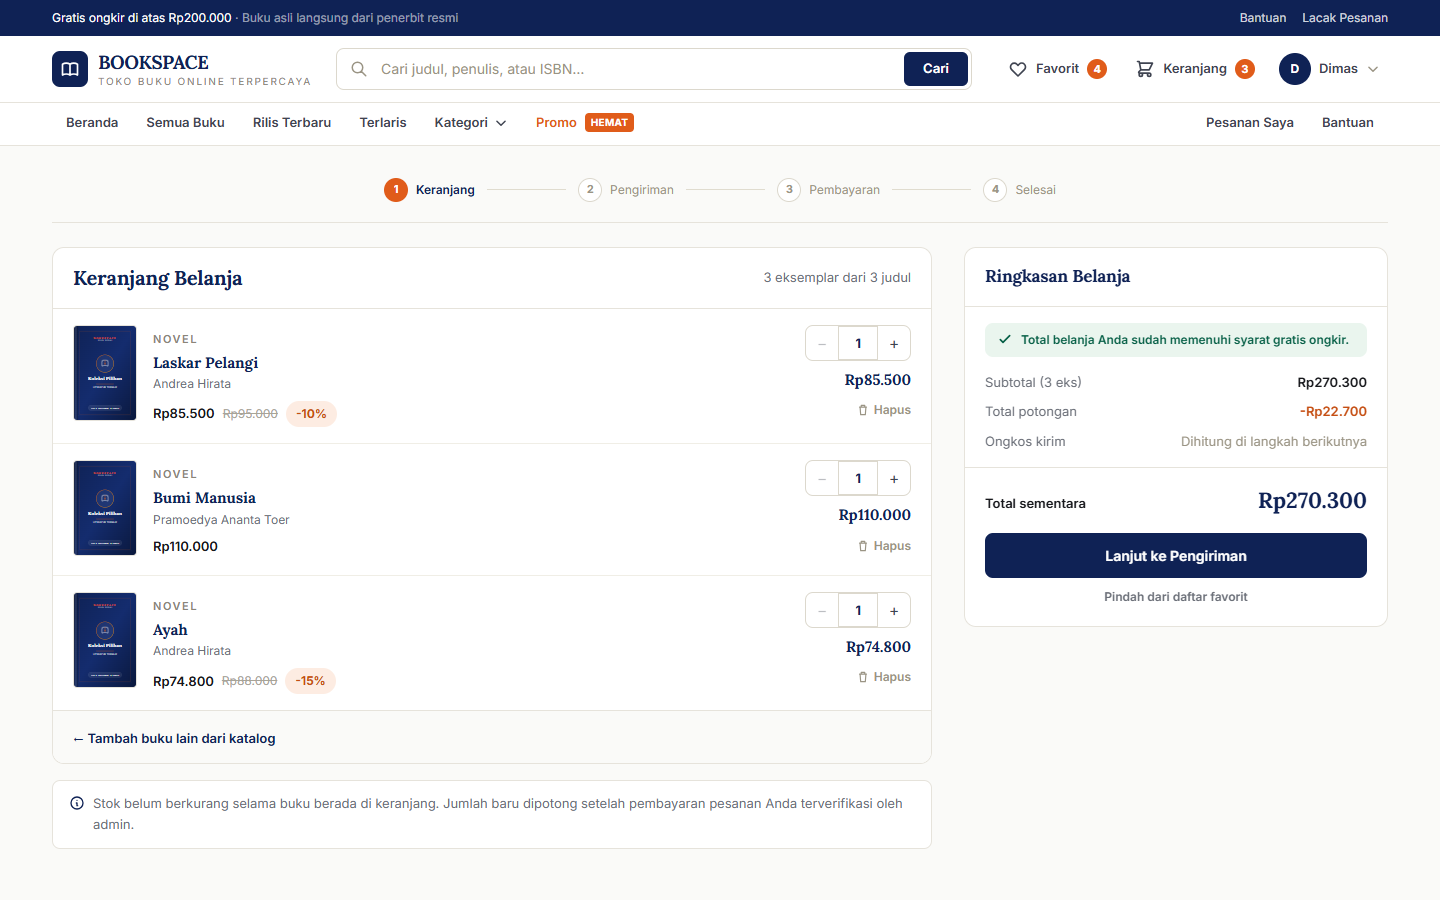 Gratis ongkir di atas Rp200.000 · Buku asli langsung dari penerbit resmi
Bantuan
Lacak Pesanan
BOOKSPACE
TOKO BUKU ONLINE TERPERCAYA
Cari judul, penulis, atau ISBN...
Cari
Favorit 4
Keranjang 3
D Dimas
Beranda
Semua Buku
Rilis Terbaru
Terlaris
Kategori
Promo HEMAT
Pesanan Saya
Bantuan
1 Keranjang
2 Pengiriman
3 Pembayaran
4 Selesai
Keranjang Belanja
3 eksemplar dari 3 judul
NOVEL
Laskar Pelangi
Andrea Hirata
Rp85.500 Rp95.000 -10%
− 1 +
Rp85.500
Hapus
NOVEL
Bumi Manusia
Pramoedya Ananta Toer
Rp110.000
− 1 +
Rp110.000
Hapus
NOVEL
Ayah
Andrea Hirata
Rp74.800 Rp88.000 -15%
− 1 +
Rp74.800
Hapus
← Tambah buku lain dari katalog
Stok belum berkurang selama buku berada di keranjang. Jumlah baru dipotong setelah pembayaran pesanan Anda terverifikasi oleh
admin.
Ringkasan Belanja
Total belanja Anda sudah memenuhi syarat gratis ongkir.
Subtotal (3 eks) Rp270.300
Total potongan -Rp22.700
Ongkos kirim Dihitung di langkah berikutnya
Total sementara Rp270.300
Lanjut ke Pengiriman
Pindah dari daftar favorit